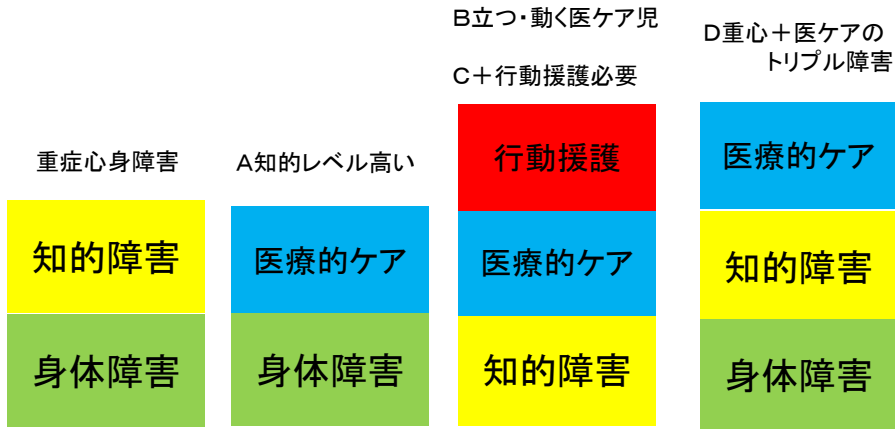 重症心身障害
知的障害
身体障害
A知的レベル高い
医療的ケア
身体障害
B立つ・動く医ケア児
C＋行動援護必要
行動援護
医療的ケア
知的障害
D重心＋医ケアの
トリプル障害
医療的ケア
知的障害
身体障害